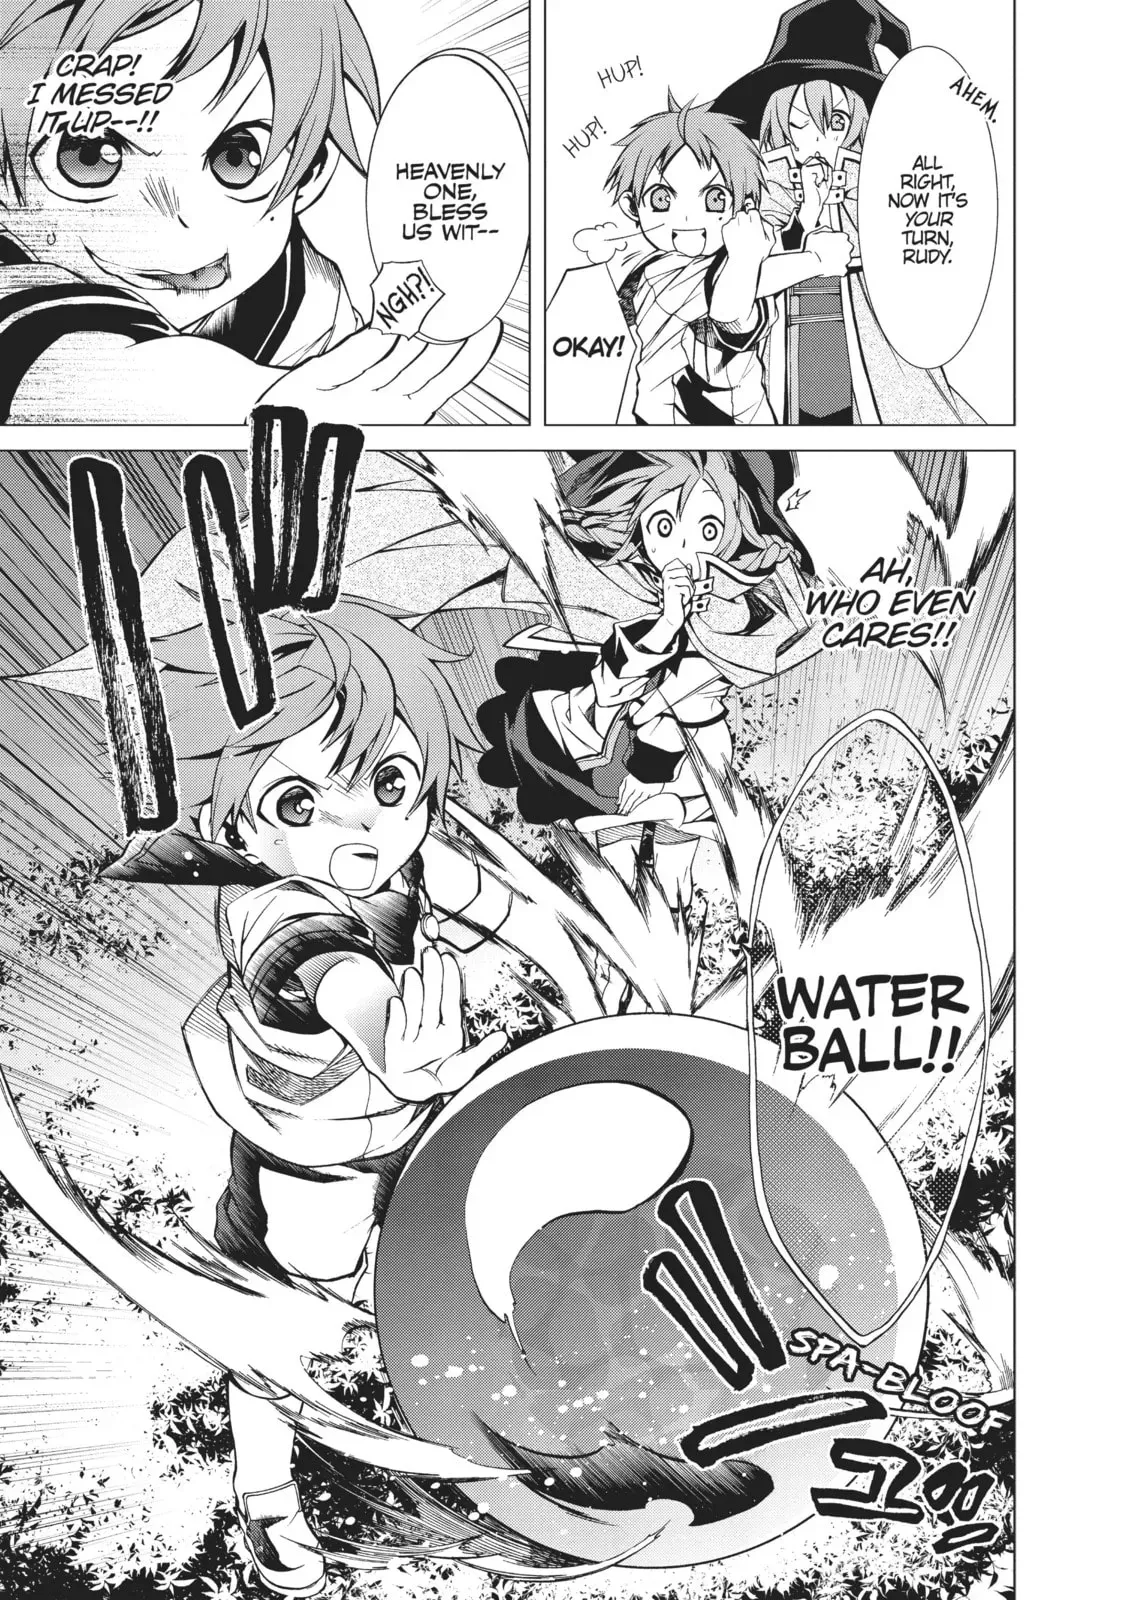 AHEM.
ALL
RIGHT,
NOW IT'S
YOUR
TURN,
RUDY.
HUP!
HUP!
OKAY!
HEAVENLY
ONE,
BLESS
US WIT--
NGH?!
CRAP!
I MESSED
IT UP--!!
AH,
WHO EVEN
CARES!!
WATER
BALL!!
SPA-BLOOF